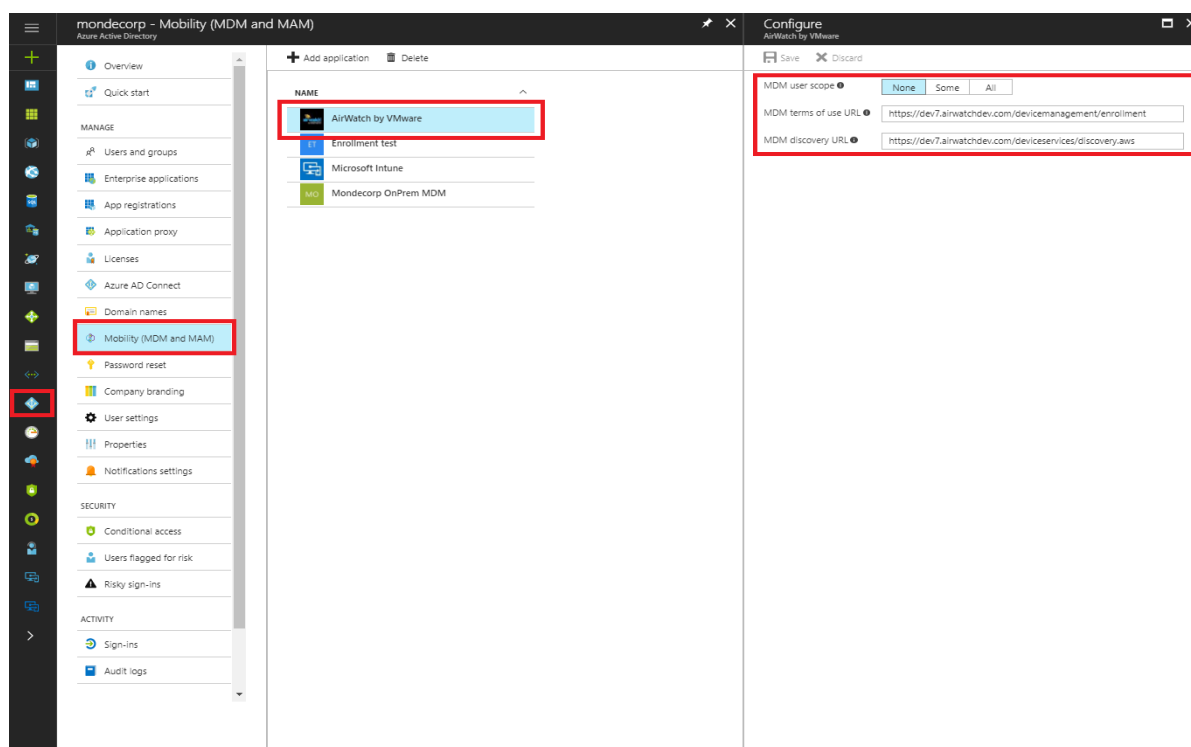 mondecorp - Mobility (MDM and MAM)
Azure Active Directory
Overview
Quick start
MANAGE
Users and groups
Enterprise applications
App registrations
Application proxy
Licenses
Azure AD Connect
Domain names
Mobility (MDM and MAM)
Password reset
Company branding
User settings
Properties
Notifications settings
SECURITY
Conditional access
Users flagged for risk
Risky sign-ins
ACTIVITY
Sign-ins
Audit logs
Add application Delete
NAME
AirWatch by VMware
ET Enrollment test
Microsoft Intune
MO Mondecorp OnPrem MDM
Configure
AirWatch by VMware
Save Discard
MDM user scope None Some All
MDM terms of use URL https://dev7.airwatchdev.com/devicemanagement/enrollment
MDM discovery URL https://dev7.airwatchdev.com/deviceservices/discovery.aws